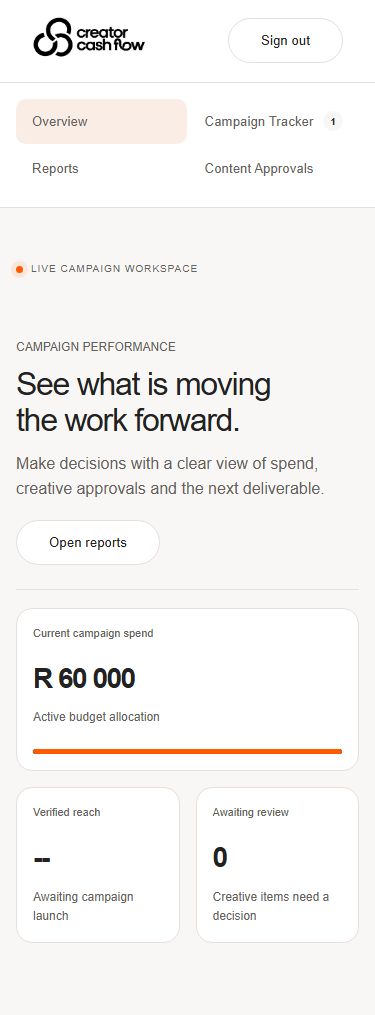 creator
cash flow
Sign out
Overview
Campaign Tracker 1
Reports
Content Approvals
LIVE CAMPAIGN WORKSPACE
CAMPAIGN PERFORMANCE
See what is moving
the work forward.
Make decisions with a clear view of spend,
creative approvals and the next deliverable.
Open reports
Current campaign spend
R 60 000
Active budget allocation
Verified reach
--
Awaiting campaign
launch
Awaiting review
0
Creative items need a
decision